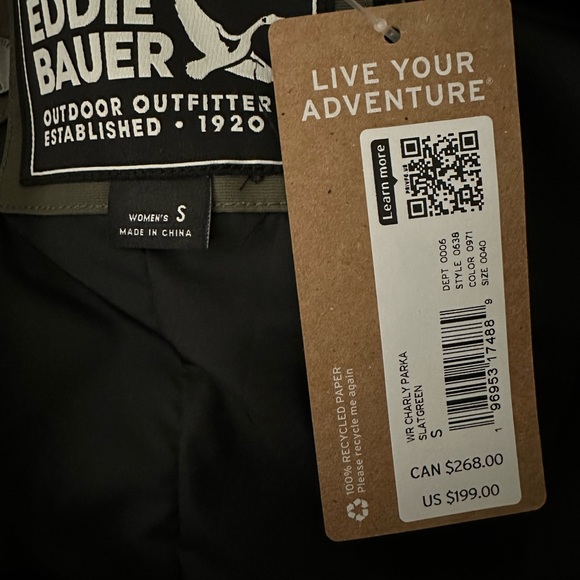 EDDIE
BAUER
OUTDOOR OUTFITTER
ESTABLISHED • 1920
WOMEN'S S
MADE IN CHINA
LIVE YOUR
ADVENTURE®
Learn more
DEPT 0006
STYLE 0638
COLOR 0971
SIZE 0040
WR CHARLY PARKA
SLATGREEN
S
1 96953 17488 9
CAN $268.00
US $199.00
100% RECYCLED PAPER
Please recycle me again